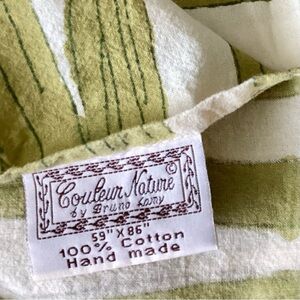 Couleur Nature©
by Bruno Lamy
59" X 86"
100% Cotton
Hand made